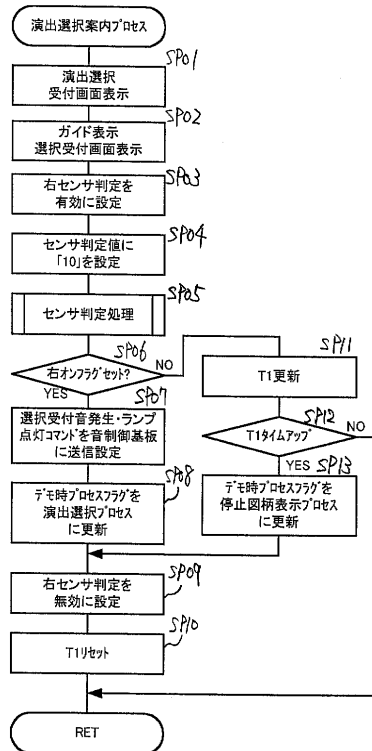 演出選択案内プロセス
SP01
演出選択
受付画面表示
SP02
ガイド表示
選択受付画面表示
SP03
右センサ判定を
有効に設定
SP04
センサ判定値に
「10」を設定
SP05
センサ判定処理
SP06
右オンフラグセット?
NO
YES
SP07
選択受付音発生・ランプ
点灯コマンドを音制御基板
に送信設定
SP08
デモ時プロセスフラグを
演出選択プロセス
に更新
SP11
T1更新
SP12
T1タイムアップ
NO
YES
SP13
デモ時プロセスフラグを
停止図柄表示プロセス
に更新
SP09
右センサ判定を
無効に設定
SP10
T1リセット
RET